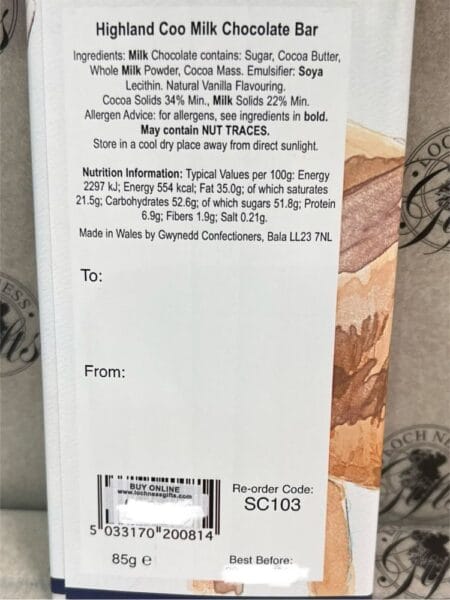 Highland Coo Milk Chocolate Bar
Ingredients: Milk Chocolate contains: Sugar, Cocoa Butter,
Whole Milk Powder, Cocoa Mass. Emulsifier: Soya
Lecithin. Natural Vanilla Flavouring.
Cocoa Solids 34% Min., Milk Solids 22% Min.
Allergen Advice: for allergens, see ingredients in bold.
May contain NUT TRACES.
Store in a cool dry place away from direct sunlight.
Nutrition Information: Typical Values per 100g: Energy
2297 kJ; Energy 554 kcal; Fat 35.0g; of which saturates
21.5g; Carbohydrates 52.6g; of which sugars 51.8g; Protein
6.9g; Fibers 1.9g; Salt 0.21g.
Made in Wales by Gwynedd Confectioners, Bala LL23 7NL
To:
From:
BUY ONLINE
www.lochnessgifts.com
5 033170 200814
85g e
Re-order Code:
SC103
Best Before:
LOCH NESS
Gifts
NESS
Gifts
LOCH